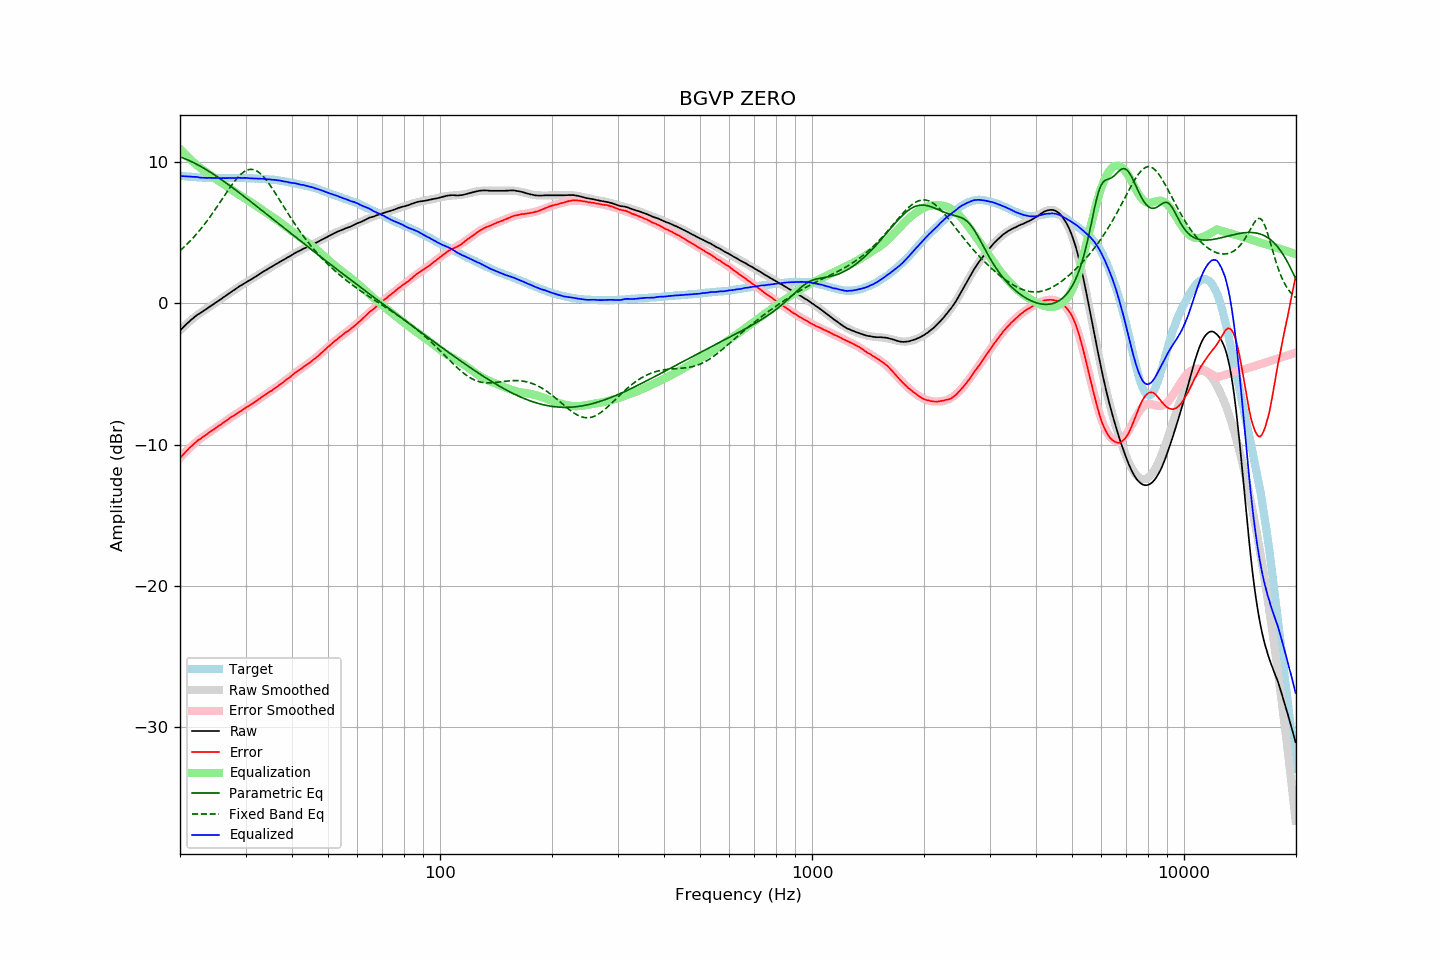 BGVP ZERO
Amplitude (dBr)
10
0
−10
−20
−30
Target
Raw Smoothed
Error Smoothed
Raw
Error
Equalization
Parametric Eq
Fixed Band Eq
Equalized
100 1000 10000
Frequency (Hz)